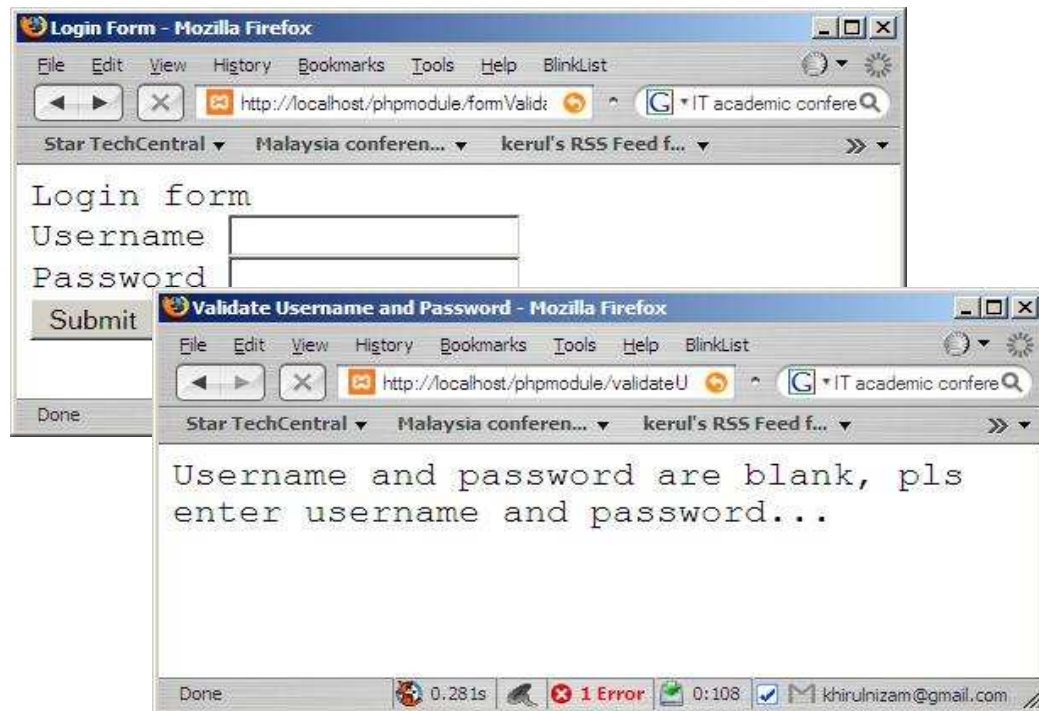 Login Form - Mozilla Firefox
File Edit View History Bookmarks Tools Help BlinkList
http://localhost/phpmodule/formValida G IT academic confere
Star TechCentral Malaysia conferen... kerul's RSS Feed f...
Login form
Username
Password
Submit
Done
Validate Username and Password - Mozilla Firefox
File Edit View History Bookmarks Tools Help BlinkList
http://localhost/phpmodule/validateU G IT academic confere
Star TechCentral Malaysia conferen... kerul's RSS Feed f...
Username and password are blank, pls
enter username and password...
Done 0.281s 1 Error 0:108 khirulnizam@gmail.com